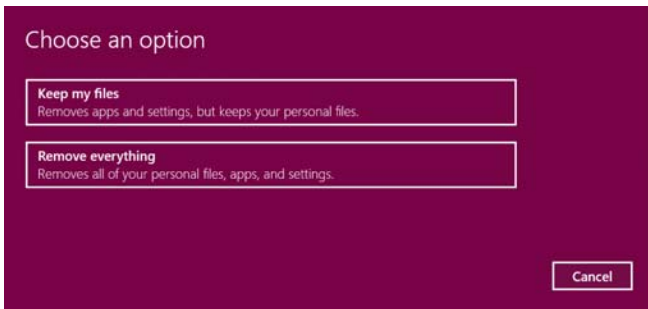 Choose an option
Keep my files
Removes apps and settings, but keeps your personal files.
Remove everything
Removes all of your personal files, apps, and settings.
Cancel